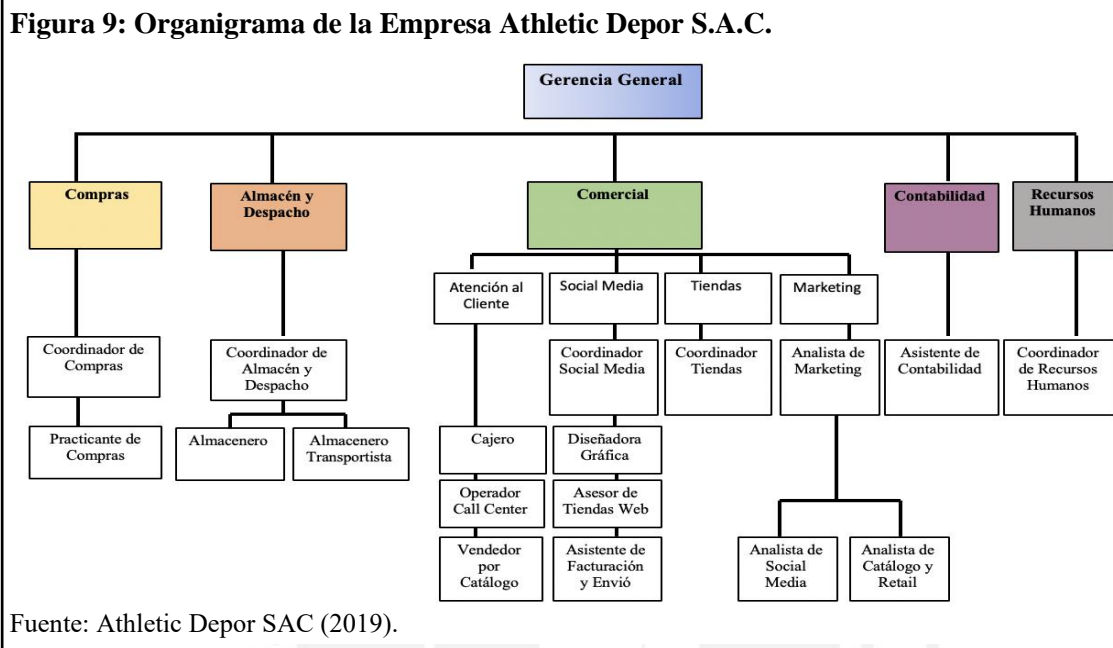 Figura 9: Organigrama de la Empresa Athletic Depor S.A.C.
Gerencia General
Compras
Almacén y
Despacho
Comercial
Contabilidad
Recursos
Humanos
Atención al
Cliente
Social Media
Tiendas
Marketing
Coordinador de
Compras
Coordinador de
Almacén y
Despacho
Coordinador
Social Media
Coordinador
Tiendas
Analista de
Marketing
Asistente de
Contabilidad
Coordinador
de Recursos
Humanos
Practicante de
Compras
Almacenero
Almacenero
Transportista
Cajero
Diseñadora
Gráfica
Operador
Call Center
Asesor de
Tiendas Web
Vendedor
por
Catálogo
Asistente de
Facturación
y Envió
Analista de
Social
Media
Analista de
Catálogo y
Retail
Fuente: Athletic Depor SAC (2019).